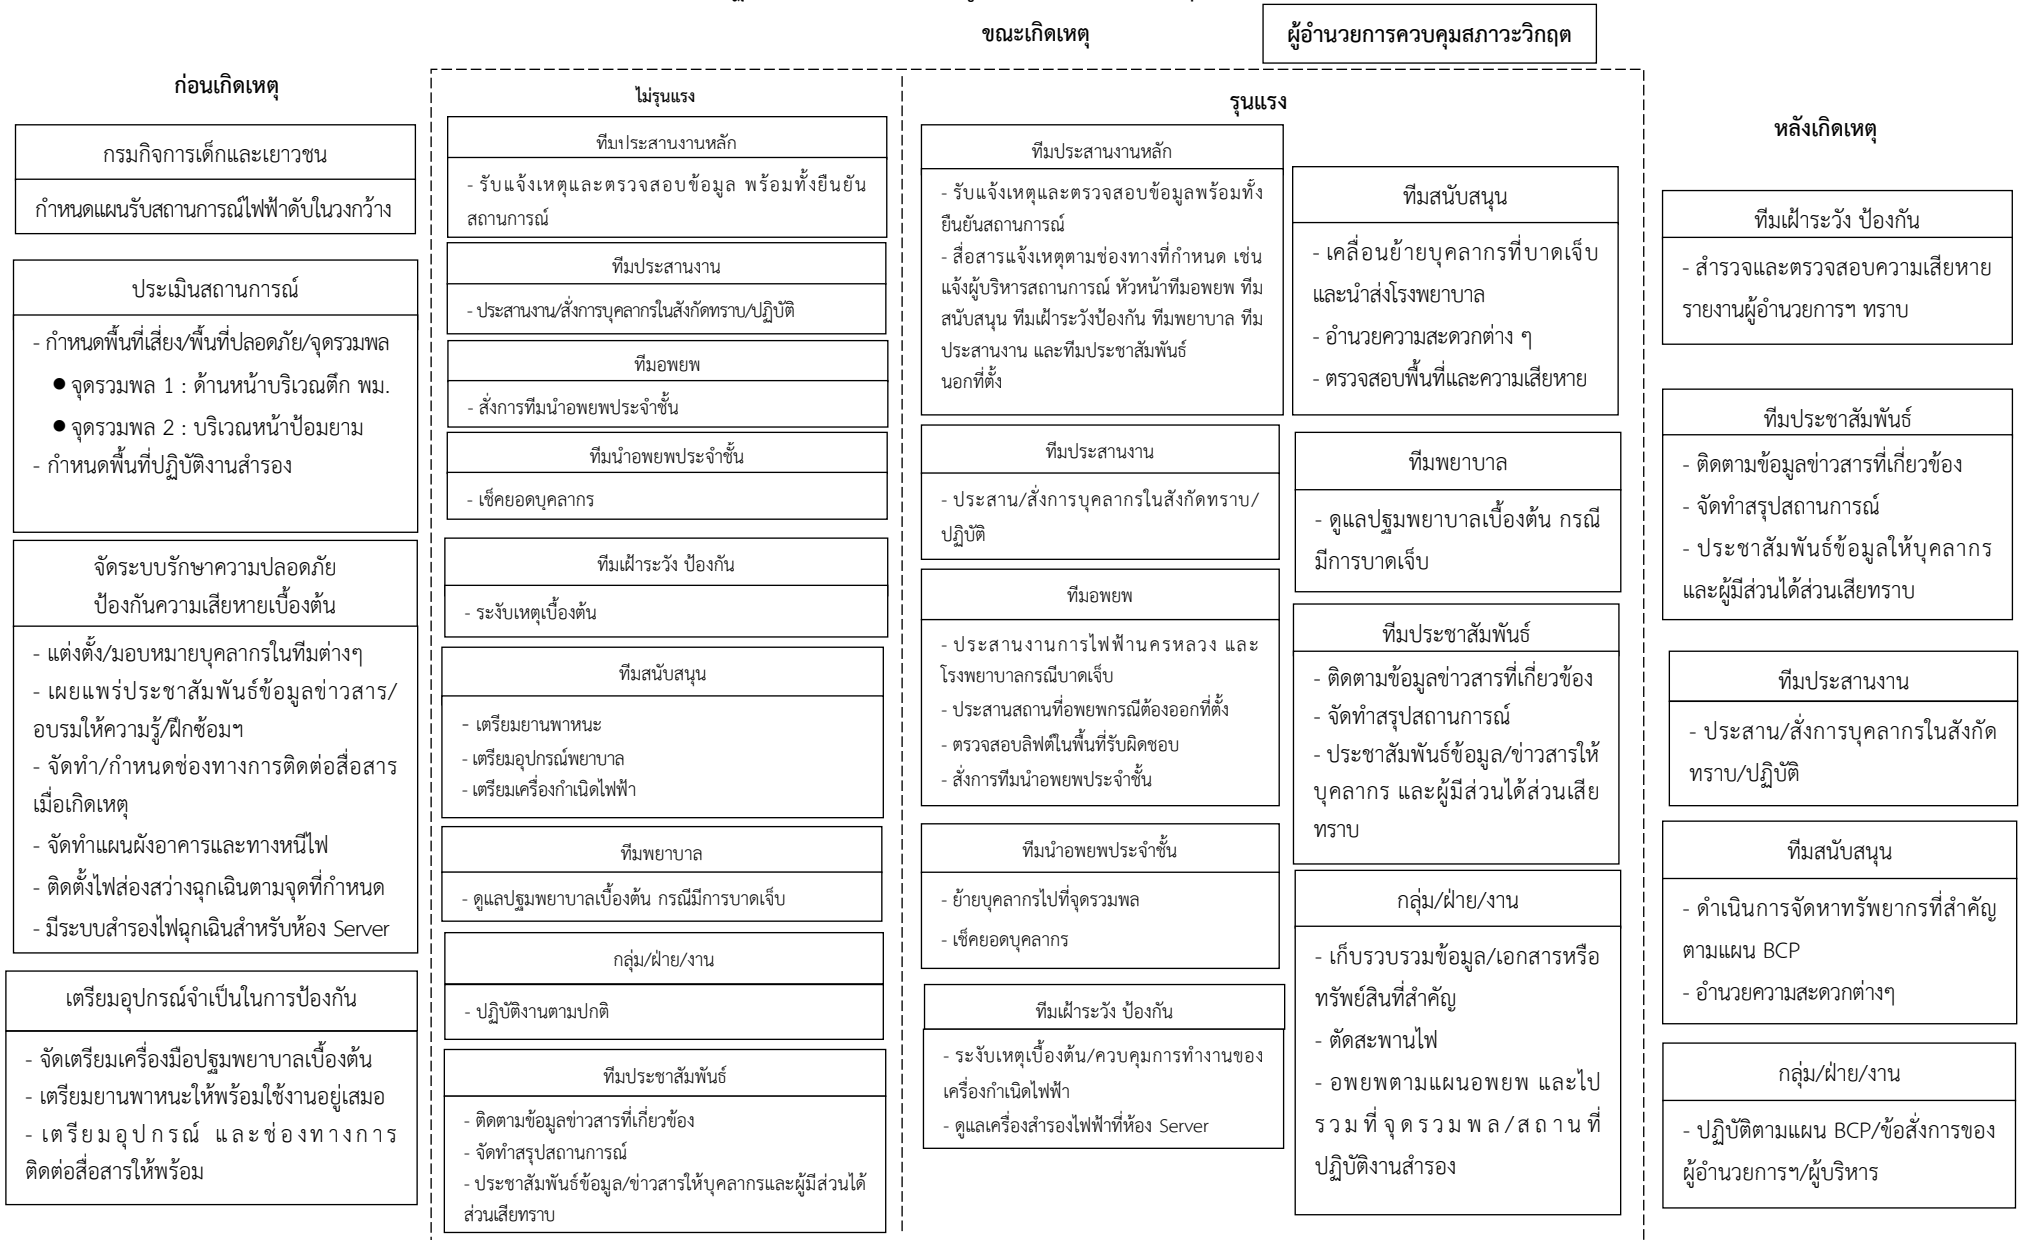 ขณะเกิดเหตุ
ผู้อำนวยการควบคุมสภาวะวิกฤต
ก่อนเกิดเหตุ
กรมกิจการเด็กและเยาวชน
กำหนดแผนรับสถานการณ์ไฟฟ้าดับในวงกว้าง
ประเมินสถานการณ์
- กำหนดพื้นที่เสี่ยง/พื้นที่ปลอดภัย/จุดรวมพล
● จุดรวมพล 1 : ด้านหน้าบริเวณตึก พม.
● จุดรวมพล 2 : บริเวณหน้าป้อมยาม
- กำหนดพื้นที่ปฏิบัติงานสำรอง
จัดระบบรักษาความปลอดภัย
ป้องกันความเสียหายเบื้องต้น
- แต่งตั้ง/มอบหมายบุคลากรในทีมต่างๆ
- เผยแพร่ประชาสัมพันธ์ข้อมูลข่าวสาร/
อบรมให้ความรู้/ฝึกซ้อมฯ
- จัดทำ/กำหนดช่องทางการติดต่อสื่อสาร
เมื่อเกิดเหตุ
- จัดทำแผนผังอาคารและทางหนีไฟ
- ติดตั้งไฟส่องสว่างฉุกเฉินตามจุดที่กำหนด
- มีระบบสำรองไฟฉุกเฉินสำหรับห้อง Server
เตรียมอุปกรณ์จำเป็นในการป้องกัน
- จัดเตรียมเครื่องมือปฐมพยาบาลเบื้องต้น
- เตรียมยานพาหนะให้พร้อมใช้งานอยู่เสมอ
- เตรียมอุปกรณ์ และช่องทางการ
ติดต่อสื่อสารให้พร้อม
ไม่รุนแรง
ทีมประสานงานหลัก
- รับแจ้งเหตุและตรวจสอบข้อมูล พร้อมทั้งยืนยัน
สถานการณ์
ทีมประสานงาน
- ประสานงาน/สั่งการบุคลากรในสังกัดทราบ/ปฏิบัติ
ทีมอพยพ
- สั่งการทีมนำอพยพประจำชั้น
ทีมนำอพยพประจำชั้น
- เช็คยอดบุคลากร
ทีมเฝ้าระวัง ป้องกัน
- ระงับเหตุเบื้องต้น
ทีมสนับสนุน
- เตรียมยานพาหนะ
- เตรียมอุปกรณ์พยาบาล
- เตรียมเครื่องกำเนิดไฟฟ้า
ทีมพยาบาล
- ดูแลปฐมพยาบาลเบื้องต้น กรณีมีการบาดเจ็บ
กลุ่ม/ฝ่าย/งาน
- ปฏิบัติงานตามปกติ
ทีมประชาสัมพันธ์
- ติดตามข้อมูลข่าวสารที่เกี่ยวข้อง
- จัดทำสรุปสถานการณ์
- ประชาสัมพันธ์ข้อมูล/ข่าวสารให้บุคลากรและผู้มีส่วนได้
ส่วนเสียทราบ
รุนแรง
ทีมประสานงานหลัก
- รับแจ้งเหตุและตรวจสอบข้อมูลพร้อมทั้ง
ยืนยันสถานการณ์
- สื่อสารแจ้งเหตุตามช่องทางที่กำหนด เช่น
แจ้งผู้บริหารสถานการณ์ หัวหน้าทีมอพยพ ทีม
สนับสนุน ทีมเฝ้าระวังป้องกัน ทีมพยาบาล ทีม
ประสานงาน และทีมประชาสัมพันธ์
นอกที่ตั้ง
ทีมประสานงาน
- ประสาน/สั่งการบุคลากรในสังกัดทราบ/
ปฏิบัติ
ทีมอพยพ
- ประสานงานการไฟฟ้านครหลวง และ
โรงพยาบาลกรณีบาดเจ็บ
- ประสานสถานที่อพยพกรณีต้องออกที่ตั้ง
- ตรวจสอบลิฟต์ในพื้นที่รับผิดชอบ
- สั่งการทีมนำอพยพประจำชั้น
ทีมนำอพยพประจำชั้น
- ย้ายบุคลากรไปที่จุดรวมพล
- เช็คยอดบุคลากร
ทีมเฝ้าระวัง ป้องกัน
- ระงับเหตุเบื้องต้น/ควบคุมการทำงานของ
เครื่องกำเนิดไฟฟ้า
- ดูแลเครื่องสำรองไฟฟ้าที่ห้อง Server
ทีมสนับสนุน
- เคลื่อนย้ายบุคลากรที่บาดเจ็บ
และนำส่งโรงพยาบาล
- อำนวยความสะดวกต่าง ๆ
- ตรวจสอบพื้นที่และความเสียหาย
ทีมพยาบาล
- ดูแลปฐมพยาบาลเบื้องต้น กรณี
มีการบาดเจ็บ
ทีมประชาสัมพันธ์
- ติดตามข้อมูลข่าวสารที่เกี่ยวข้อง
- จัดทำสรุปสถานการณ์
- ประชาสัมพันธ์ข้อมูล/ข่าวสารให้
บุคลากร และผู้มีส่วนได้ส่วนเสีย
ทราบ
กลุ่ม/ฝ่าย/งาน
- เก็บรวบรวมข้อมูล/เอกสารหรือ
ทรัพย์สินที่สำคัญ
- ตัดสะพานไฟ
- อพยพตามแผนอพยพ และไป
รวมที่จุดรวมพล/สถานที่
ปฏิบัติงานสำรอง
หลังเกิดเหตุ
ทีมเฝ้าระวัง ป้องกัน
- สำรวจและตรวจสอบความเสียหาย
รายงานผู้อำนวยการฯ ทราบ
ทีมประชาสัมพันธ์
- ติดตามข้อมูลข่าวสารที่เกี่ยวข้อง
- จัดทำสรุปสถานการณ์
- ประชาสัมพันธ์ข้อมูลให้บุคลากร
และผู้มีส่วนได้ส่วนเสียทราบ
ทีมประสานงาน
- ประสาน/สั่งการบุคลากรในสังกัด
ทราบ/ปฏิบัติ
ทีมสนับสนุน
- ดำเนินการจัดหาทรัพยากรที่สำคัญ
ตามแผน BCP
- อำนวยความสะดวกต่างๆ
กลุ่ม/ฝ่าย/งาน
- ปฏิบัติตามแผน BCP/ข้อสั่งการของ
ผู้อำนวยการฯ/ผู้บริหาร